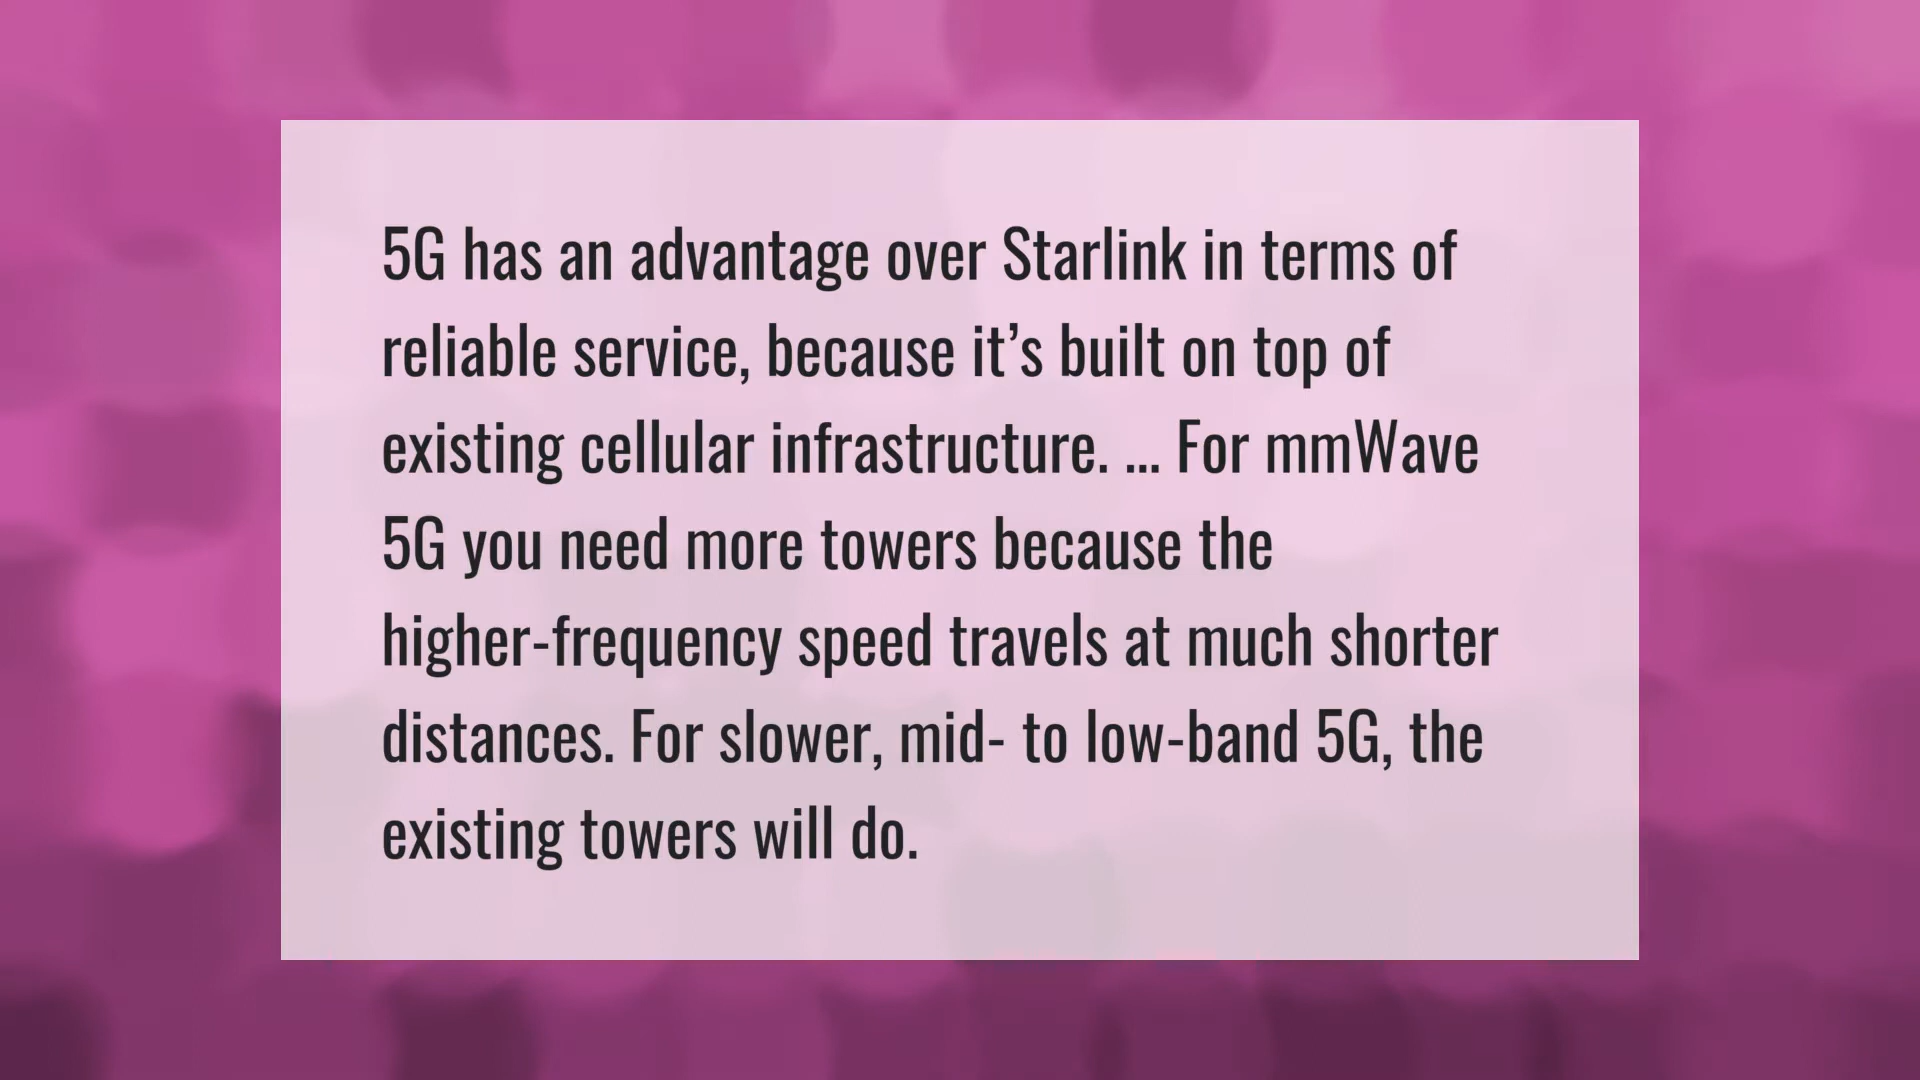 5G has an advantage over Starlink in terms of
reliable service, because it’s built on top of
existing cellular infrastructure. ... For mmWave
5G you need more towers because the
higher-frequency speed travels at much shorter
distances. For slower, mid- to low-band 5G, the
existing towers will do.